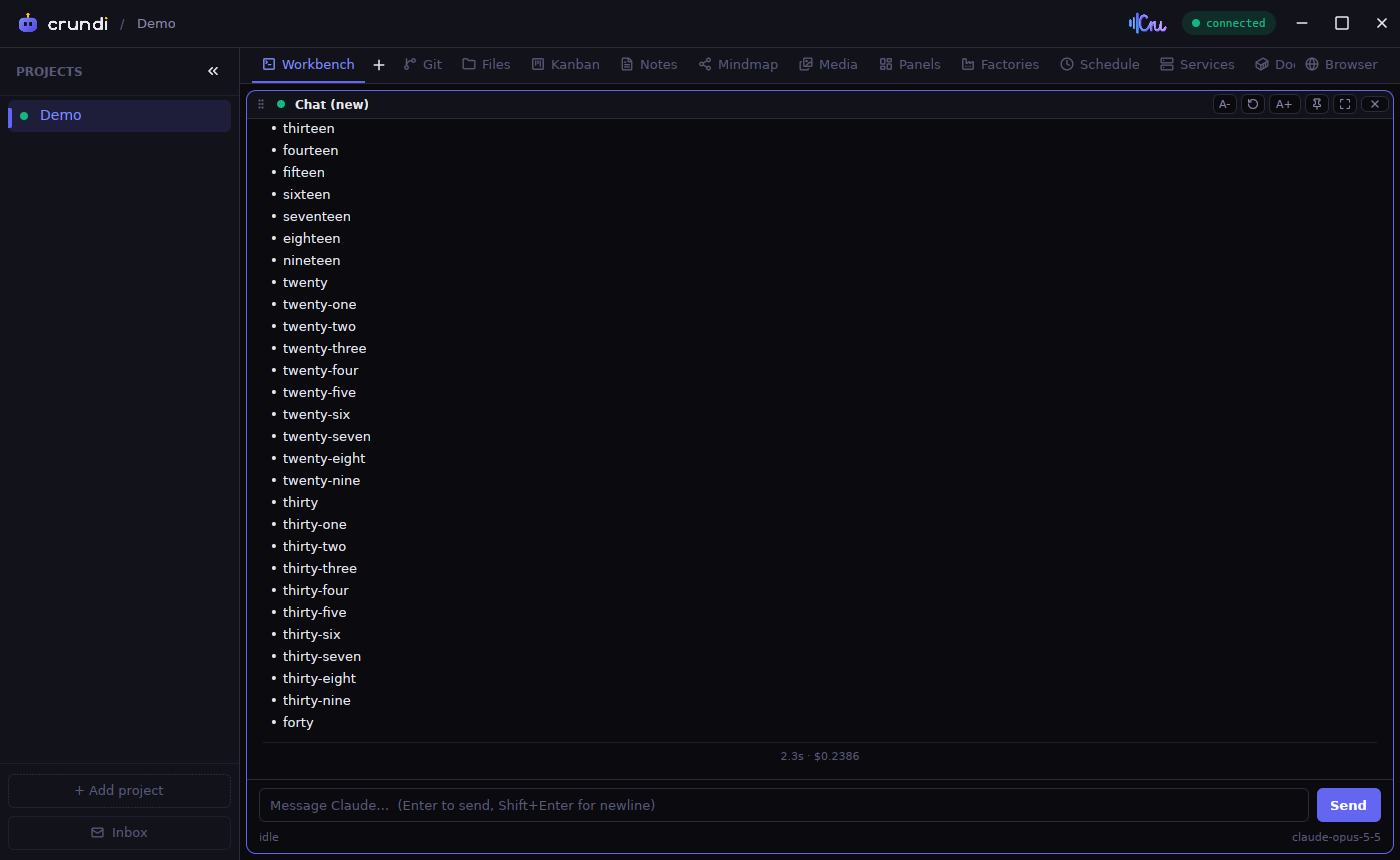 crundi / Demo
Cru
connected
PROJECTS
Workbench
Git
Files
Kanban
Notes
Mindmap
Media
Panels
Factories
Schedule
Services
Do
Browser
Demo
Chat (new)
A-
A+
• thirteen
• fourteen
• fifteen
• sixteen
• seventeen
• eighteen
• nineteen
• twenty
• twenty-one
• twenty-two
• twenty-three
• twenty-four
• twenty-five
• twenty-six
• twenty-seven
• twenty-eight
• twenty-nine
• thirty
• thirty-one
• thirty-two
• thirty-three
• thirty-four
• thirty-five
• thirty-six
• thirty-seven
• thirty-eight
• thirty-nine
• forty
2.3s · $0.2386
+ Add project
Inbox
Message Claude… (Enter to send, Shift+Enter for newline)
Send
idle
claude-opus-5-5